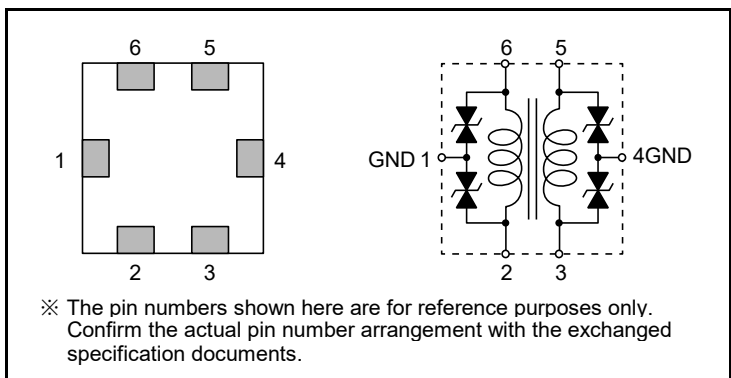 6 5
1
4
2 3
6 5
GND 1
4GND
2 3
※ The pin numbers shown here are for reference purposes only.
Confirm the actual pin number arrangement with the exchanged
specification documents.